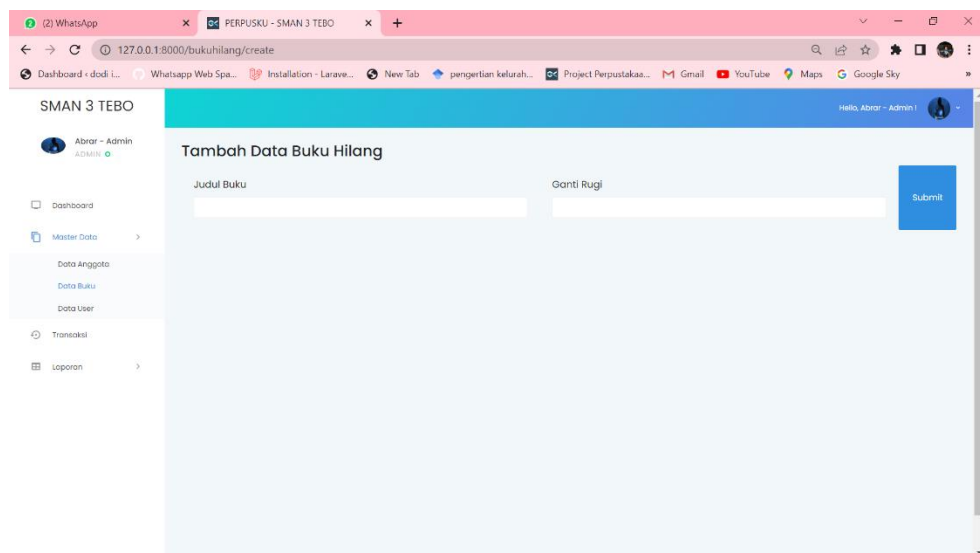 (2) WhatsApp
PERPUSKU - SMAN 3 TEBO
127.0.0.1:8000/bukuhilang/create
Dashboard ‹ dodi i... Whatsapp Web Spa... Installation - Larave... New Tab pengertian kelurah... Project Perpustakaa... M Gmail YouTube Maps G Google Sky »
SMAN 3 TEBO
Hello, Abrar - Admin !
Abrar - Admin
ADMIN
Tambah Data Buku Hilang
Judul Buku
Ganti Rugi
Submit
Dashboard
Master Data
Data Anggota
Data Buku
Data User
Transaksi
Laporan